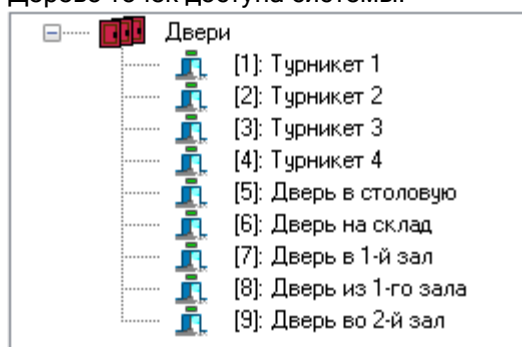 Дерево точек доступа системы.
Двери
[1]: Турникет 1
[2]: Турникет 2
[3]: Турникет 3
[4]: Турникет 4
[5]: Дверь в столовую
[6]: Дверь на склад
[7]: Дверь в 1-й зал
[8]: Дверь из 1-го зала
[9]: Дверь во 2-й зал